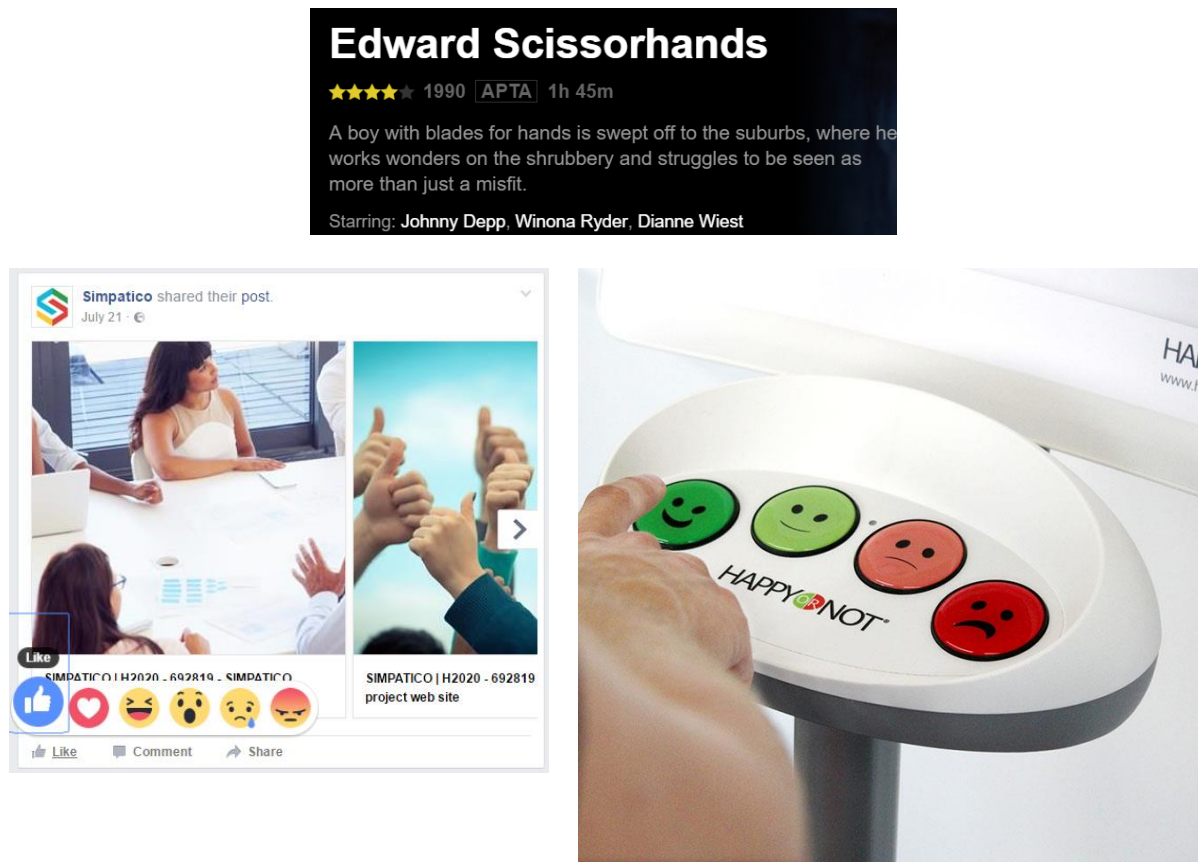 Edward Scissorhands
1990 APTA 1h 45m
A boy with blades for hands is swept off to the suburbs, where he
works wonders on the shrubbery and struggles to be seen as
more than just a misfit.
Starring: Johnny Depp, Winona Ryder, Dianne Wiest
Simpatico shared their post.
July 21 ·
Like
SIMPATICO | H2020 - 692819 - SIMPATICO
SIMPATICO | H2020 - 692819
project web site
Like Comment Share
HAPPY OR NOT®
HA
www.h